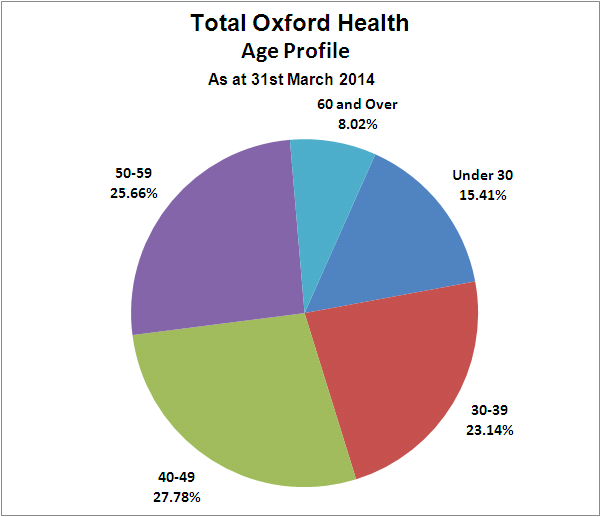 Total Oxford Health
Age Profile
As at 31st March 2014
60 and Over
8.02%
Under 30
15.41%
50-59
25.66%
30-39
23.14%
40-49
27.78%